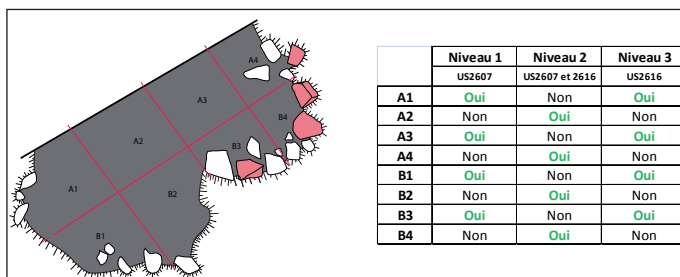 A4
A3
B4
A2
B3
A1
B2
B1
Niveau 1 Niveau 2 Niveau 3
US2607 US2607 et 2616 US2616
A1 Oui Non Oui
A2 Non Oui Non
A3 Oui Non Oui
A4 Non Oui Non
B1 Oui Non Oui
B2 Non Oui Non
B3 Oui Non Oui
B4 Non Oui Non